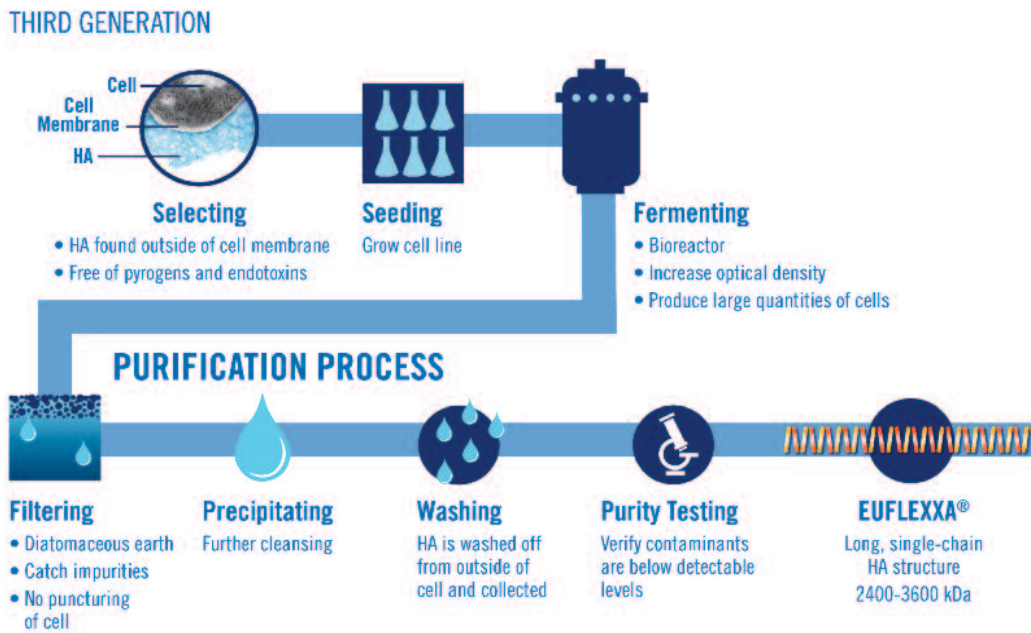 THIRD GENERATION
Cell
Cell
Membrane
HA
Selecting
• HA found outside of cell membrane
• Free of pyrogens and endotoxins
Seeding
Grow cell line
Fermenting
• Bioreactor
• Increase optical density
• Produce large quantities of cells
PURIFICATION PROCESS
Filtering
• Diatomaceous earth
• Catch impurities
• No puncturing
of cell
Precipitating
Further cleansing
Washing
HA is washed off
from outside of
cell and collected
Purity Testing
Verify contaminants
are below detectable
levels
EUFLEXXA®
Long, single-chain
HA structure
2400-3600 kDa